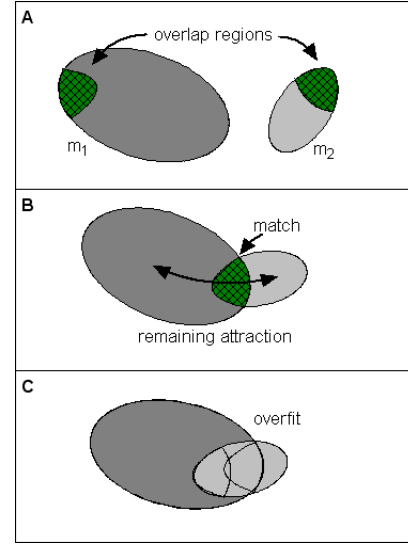 A
overlap regions
m1
m2
B
match
remaining attraction
C
overfit